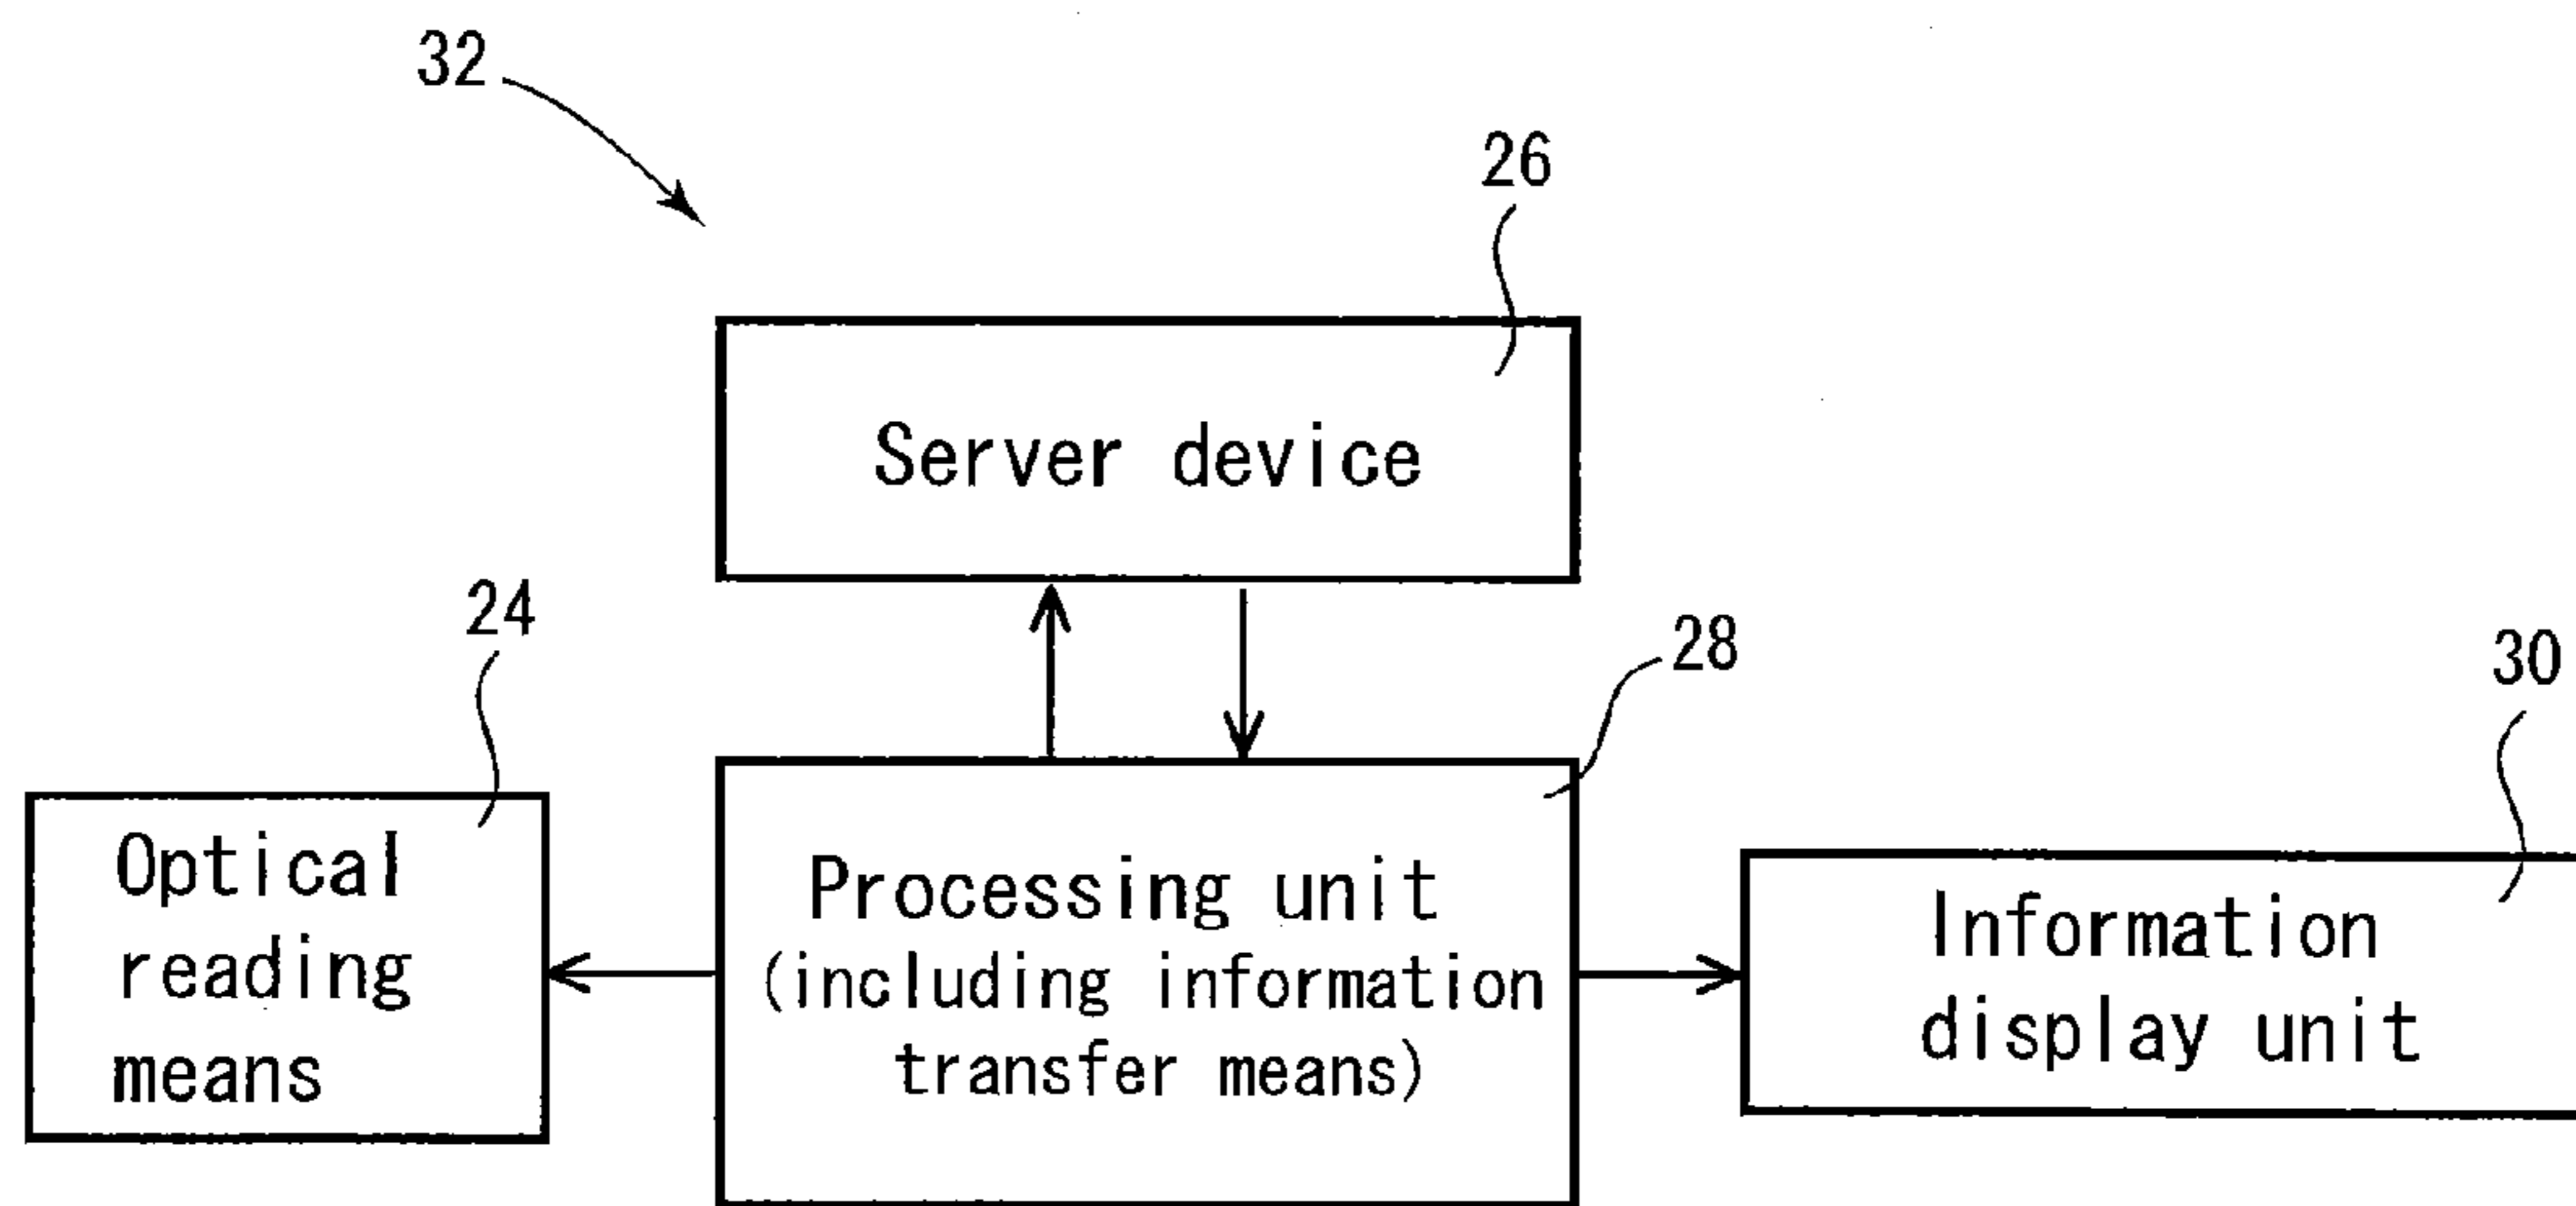 32
26
Server device
24
28
30
Optical
reading
means
Processing unit
(including information
transfer means)
Information
display unit